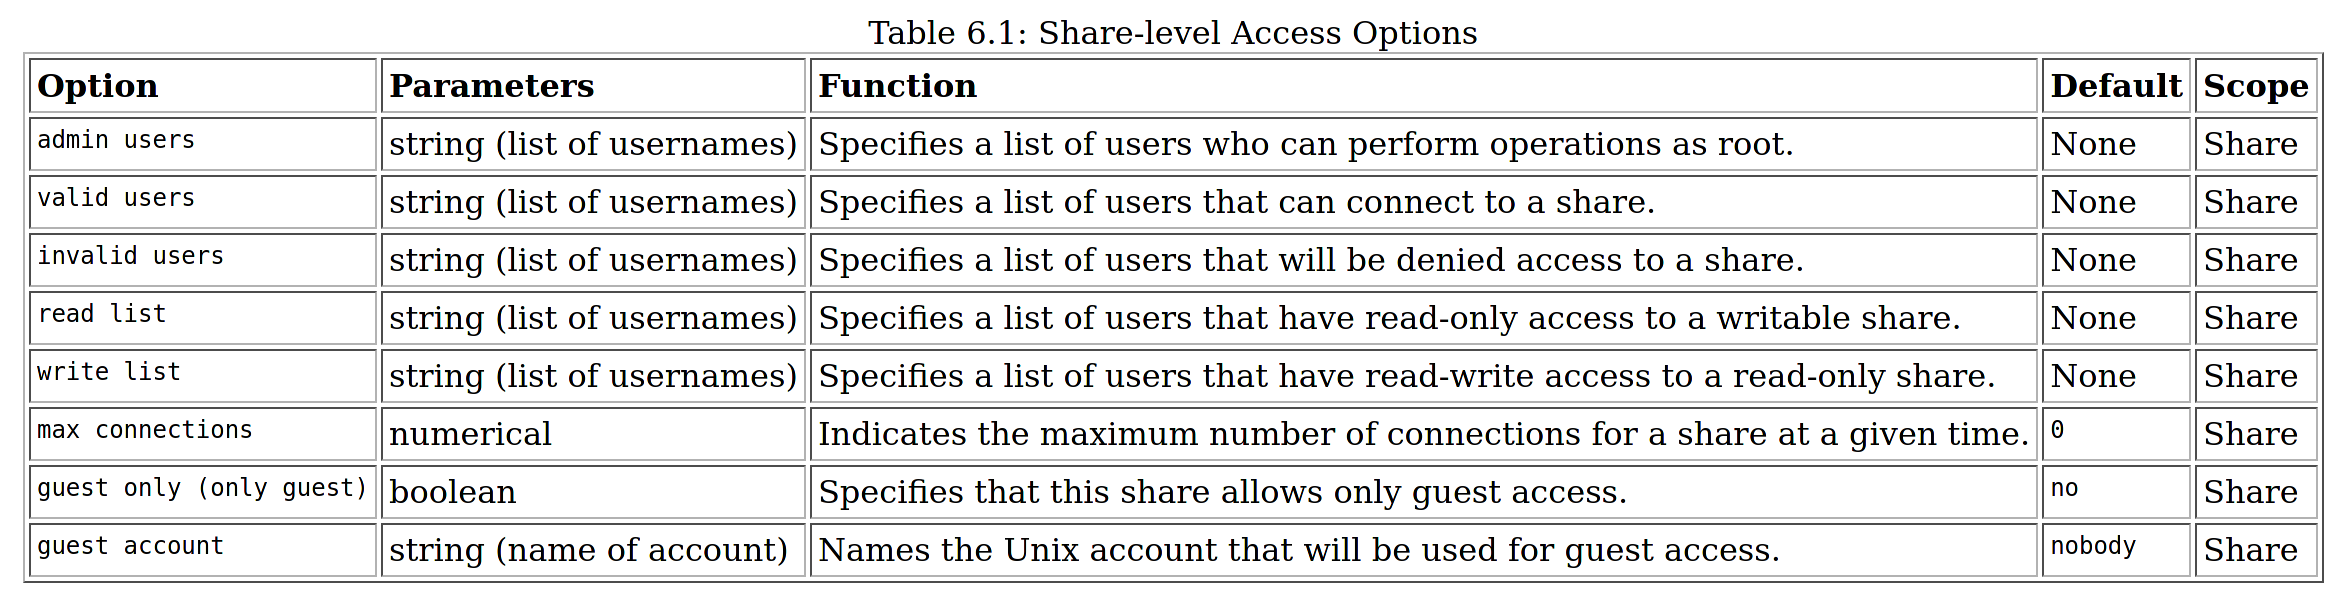 Table 6.1: Share-level Access Options
Option Parameters Function Default Scope
admin users string (list of usernames) Specifies a list of users who can perform operations as root. None Share
valid users string (list of usernames) Specifies a list of users that can connect to a share. None Share
invalid users string (list of usernames) Specifies a list of users that will be denied access to a share. None Share
read list string (list of usernames) Specifies a list of users that have read-only access to a writable share. None Share
write list string (list of usernames) Specifies a list of users that have read-write access to a read-only share. None Share
max connections numerical Indicates the maximum number of connections for a share at a given time. 0 Share
guest only (only guest) boolean Specifies that this share allows only guest access. no Share
guest account string (name of account) Names the Unix account that will be used for guest access. nobody Share